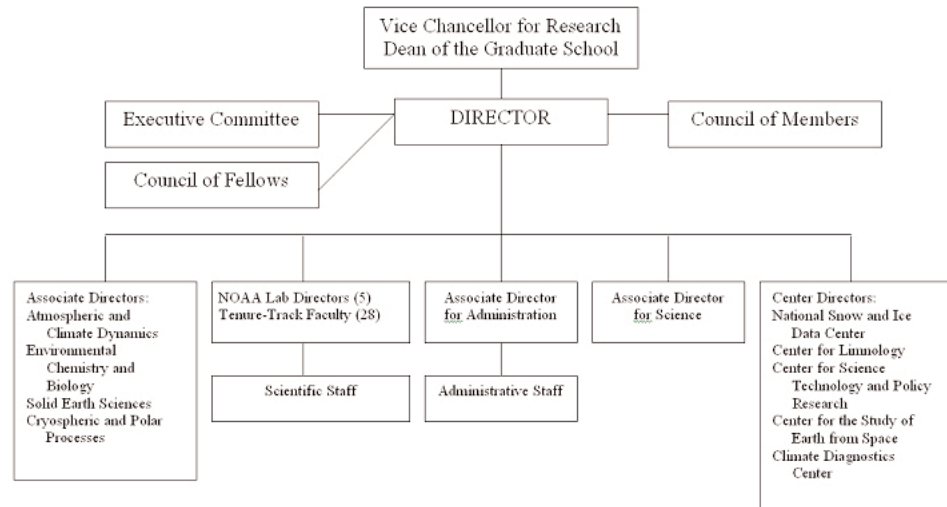 Vice Chancellor for Research
Dean of the Graduate School
Executive Committee
DIRECTOR
Council of Members
Council of Fellows
Associate Directors:
Atmospheric and
Climate Dynamics
Environmental
Chemistry and
Biology
Solid Earth Sciences
Cryospheric and Polar
Processes
NOAA Lab Directors (5)
Tenure-Track Faculty (28)
Scientific Staff
Associate Director
for Administration
Administrative Staff
Associate Director
for Science
Center Directors:
National Snow and Ice
Data Center
Center for Limnology
Center for Science
Technology and Policy
Research
Center for the Study of
Earth from Space
Climate Diagnostics
Center